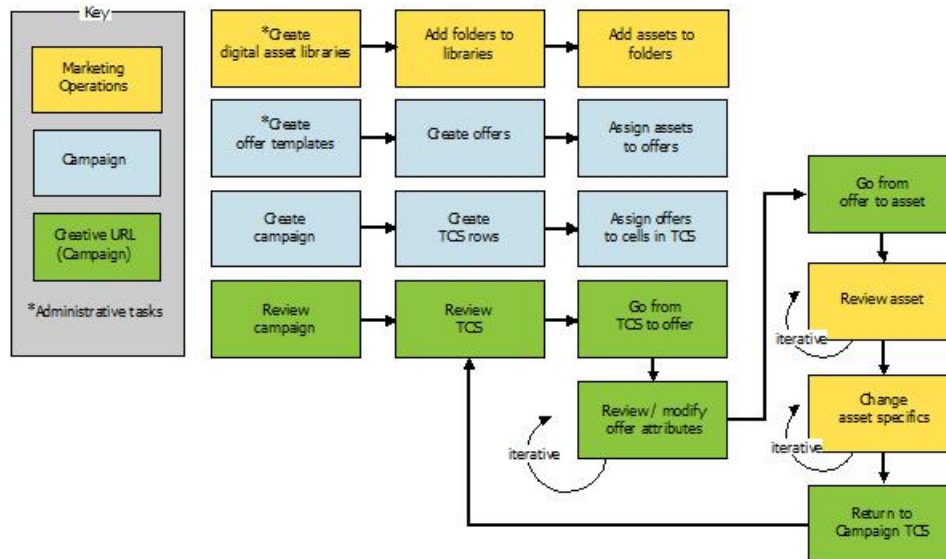 Key
Marketing
Operations
Campaign
Creative URL
(Campaign)
*Administrative tasks
*Create
digital asset libraries
Add folders to
libraries
Add assets to
folders
*Create
offer templates
Create offers
Assign assets
to offers
Create
campaign
Create
TCS rows
Assign offers
to cells in TCS
Review
campaign
Review
TCS
Go from
TCS to offer
Review / modify
offer attributes
iterative
Go from
offer to asset
Review asset
iterative
Change
asset specifics
iterative
Return to
Campaign TCS